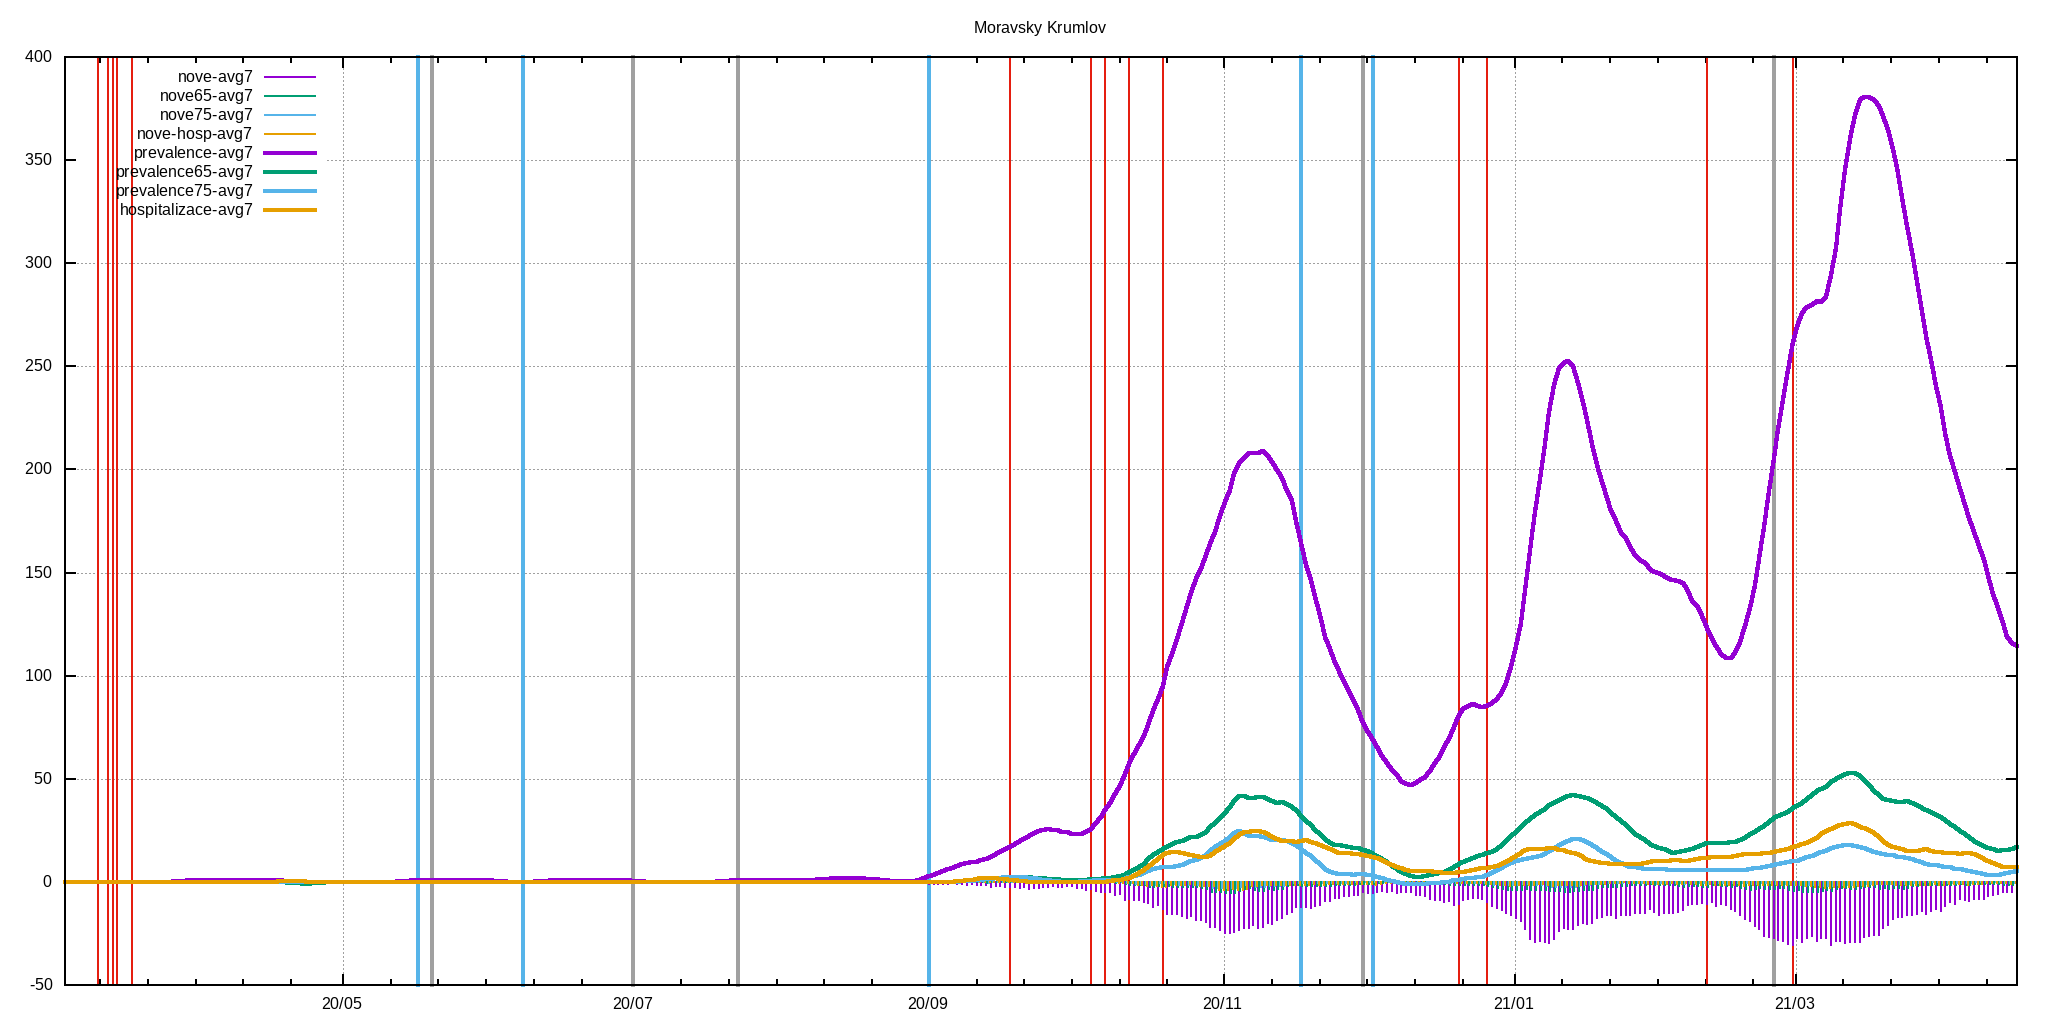 Moravsky Krumlov
400
350
300
250
200
150
100
50
0
-50
nove-avg7
nove65-avg7
nove75-avg7
nove-hosp-avg7
prevalence-avg7
prevalence65-avg7
prevalence75-avg7
hospitalizace-avg7
20/05
20/07
20/09
20/11
21/01
21/03